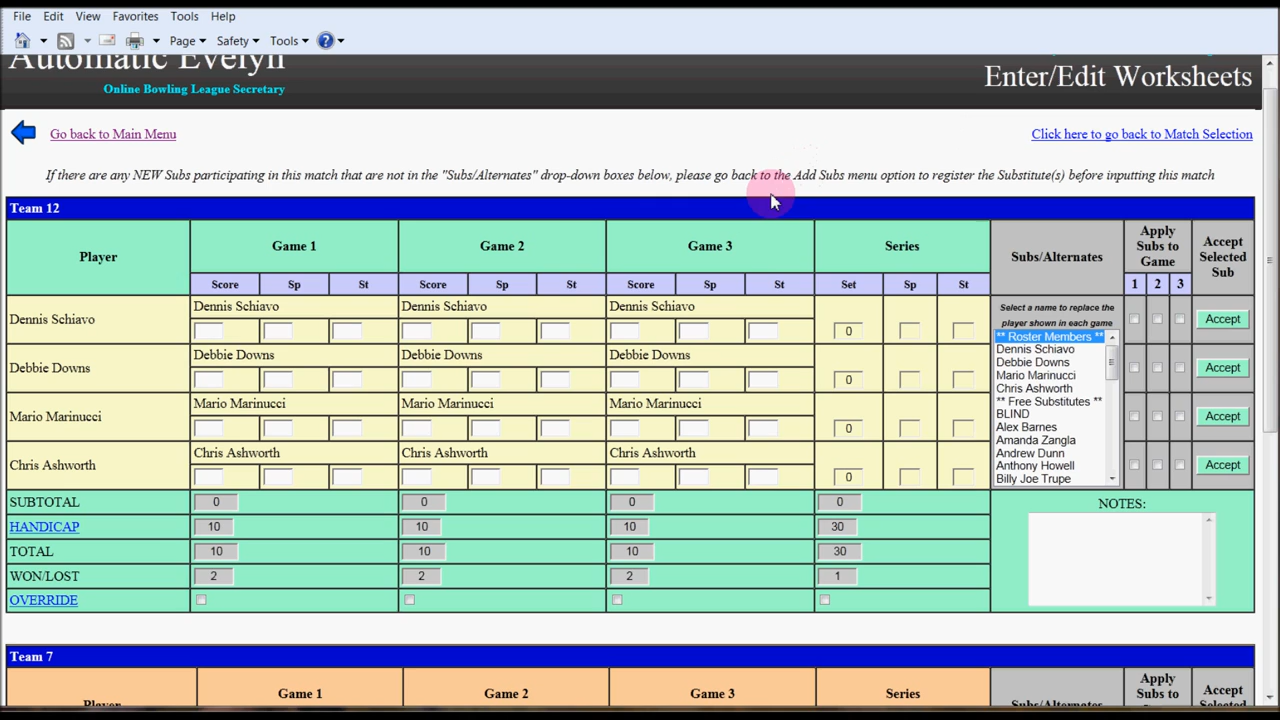 File Edit View Favorites Tools Help
Page Safety Tools
Automatic Evelyn
Online Bowling League Secretary
Enter/Edit Worksheets
Go back to Main Menu
Click here to go back to Match Selection
If there are any NEW Subs participating in this match that are not in the "Subs/Alternates" drop-down boxes below, please go back to the Add Subs menu option to register the Substitute(s) before inputting this match
Team 12
Player Game 1 Game 2 Game 3 Series Subs/Alternates Apply Subs to Game Accept Selected Sub
Score Sp St Score Sp St Score Sp St Set Sp St 1 2 3
Dennis Schiavo Dennis Schiavo Dennis Schiavo Dennis Schiavo 0 Accept
Debbie Downs Debbie Downs Debbie Downs Debbie Downs 0 Accept
Mario Marinucci Mario Marinucci Mario Marinucci Mario Marinucci 0 Accept
Chris Ashworth Chris Ashworth Chris Ashworth Chris Ashworth 0 Accept
Select a name to replace the
player shown in each game
** Roster Members **
Dennis Schiavo
Debbie Downs
Mario Marinucci
Chris Ashworth
** Free Substitutes **
BLIND
Alex Barnes
Amanda Zangla
Andrew Dunn
Anthony Howell
Billy Joe Trupe
SUBTOTAL 0 0 0 0
HANDICAP 10 10 10 30
TOTAL 10 10 10 30
WON/LOST 2 2 2 1
OVERRIDE
NOTES:
Team 7
Player Game 1 Game 2 Game 3 Series Subs/Alternates Apply Subs to Accept Selected